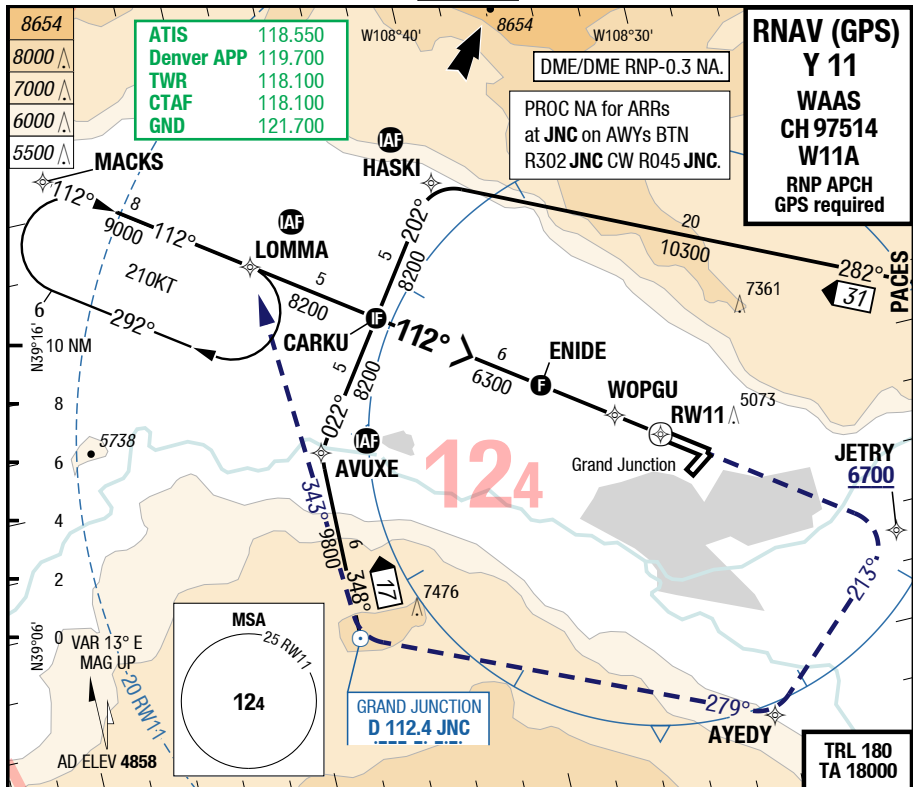 8654
8000
7000
6000
5500
ATIS 118.550
Denver APP 119.700
TWR 118.100
CTAF 118.100
GND 121.700
W108°40'
8654
W108°30'
DME/DME RNP-0.3 NA.
PROC NA for ARRs
at JNC on AWYs BTN
R302 JNC CW R045 JNC.
RNAV (GPS)
Y 11
WAAS
CH 97514
W11A
RNP APCH
GPS required
MACKS
112°
8
9000
112°
IAF
LOMMA
IAF
HASKI
202°
5
8200
20
10300
282°
31
PACES
7361
210KT
6
292°
5
8200
CARKU
IF
112°
6
6300
ENIDE
F
WOPGU
RW11
5073
Grand Junction
JETRY
6700
N39°16'
10 NM
8
6
4
2
0
N39°06'
5738
5
8200
022°
IAF
AVUXE
124
343°
9800
6
348°
17
7476
213°
279°
AYEDY
VAR 13° E
MAG UP
20 RW11
AD ELEV 4858
MSA
25 RW11
124
GRAND JUNCTION
D 112.4 JNC
TRL 180
TA 18000